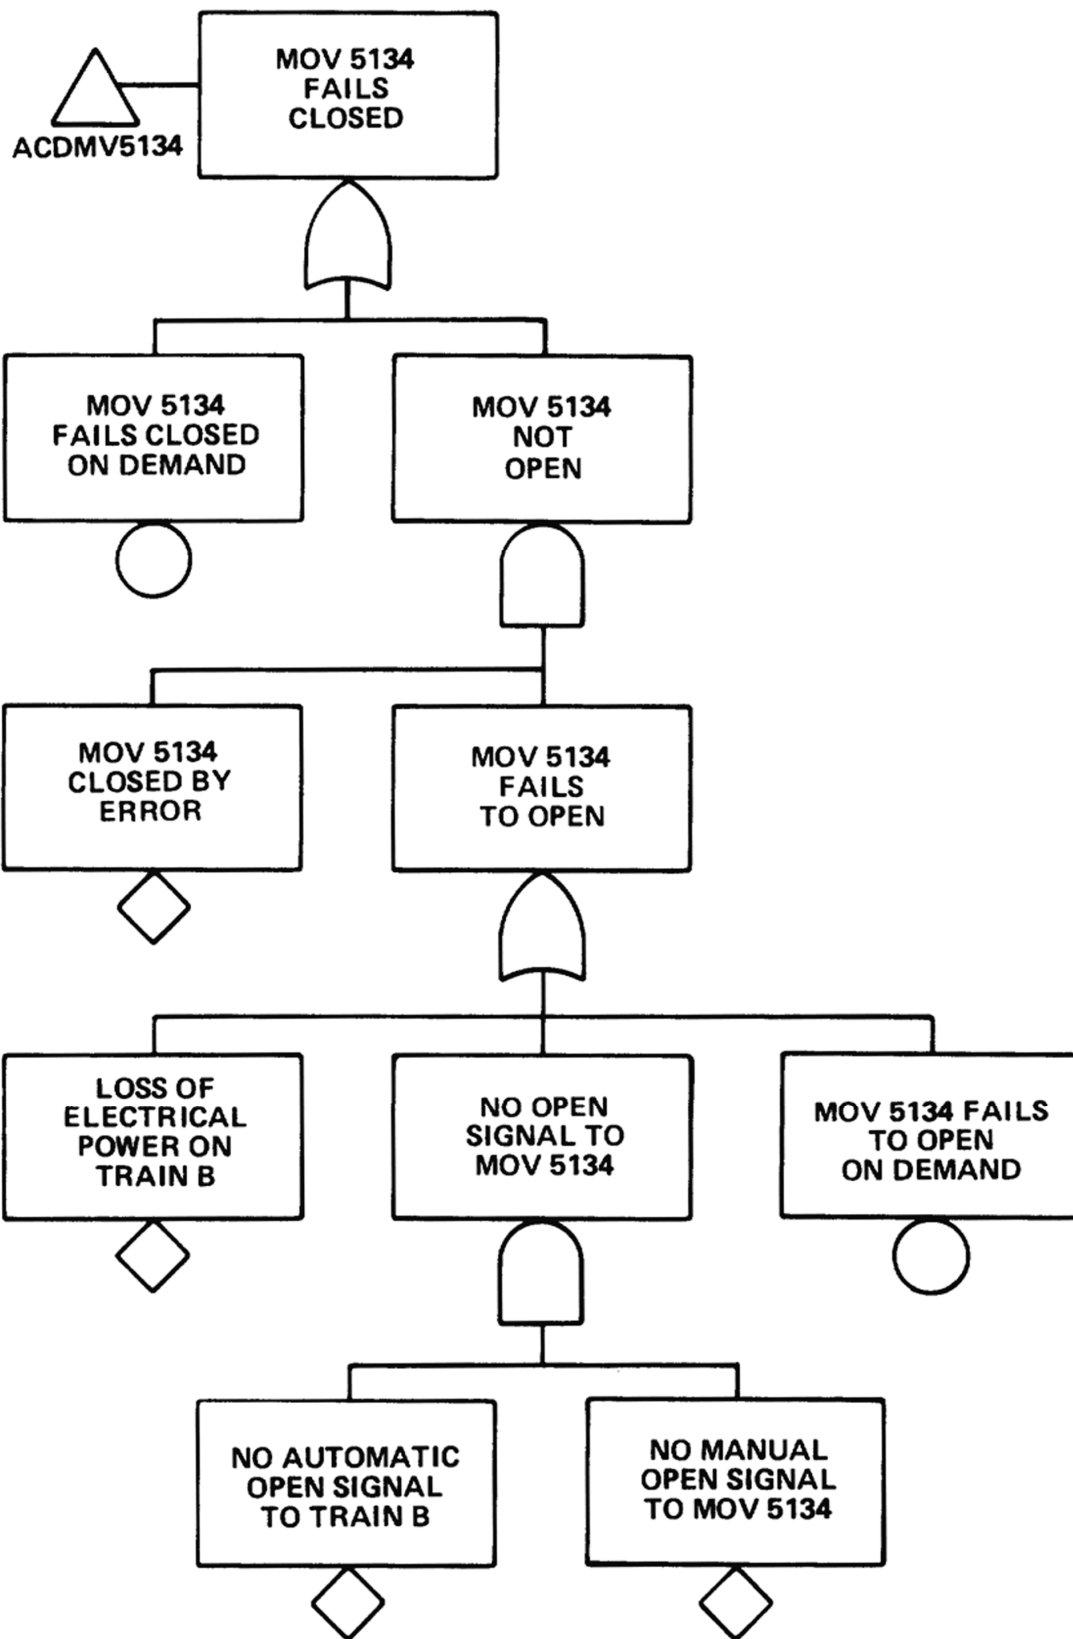 MOV 5134
FAILS
CLOSED
ACDMV5134
MOV 5134
FAILS CLOSED
ON DEMAND
MOV 5134
NOT
OPEN
MOV 5134
CLOSED BY
ERROR
MOV 5134
FAILS
TO OPEN
LOSS OF
ELECTRICAL
POWER ON
TRAIN B
NO OPEN
SIGNAL TO
MOV 5134
MOV 5134 FAILS
TO OPEN
ON DEMAND
NO AUTOMATIC
OPEN SIGNAL
TO TRAIN B
NO MANUAL
OPEN SIGNAL
TO MOV 5134